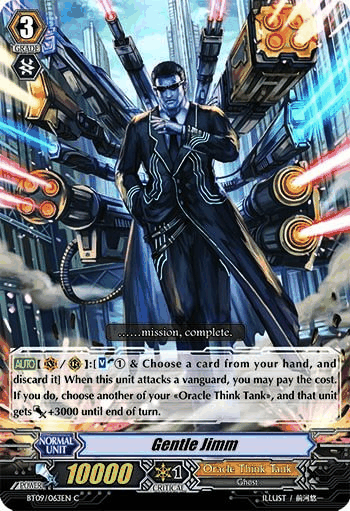 3
GRADE
......mission, complete.
AUTO [ / ]:[V 1 & Choose a card from your hand, and
discard it] When this unit attacks a vanguard, you may pay the cost.
If you do, choose another of your «Oracle Think Tank», and that unit
gets +3000 until end of turn.
NORMAL
UNIT
Gentle Jimm
POWER
10000
1
CRITICAL
Oracle Think Tank
Ghost
BT09/063EN C
ILLUST / 前河悠